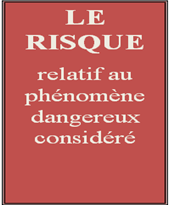 LE
RISQUE
relatif au
phénomène
dangereux
considéré